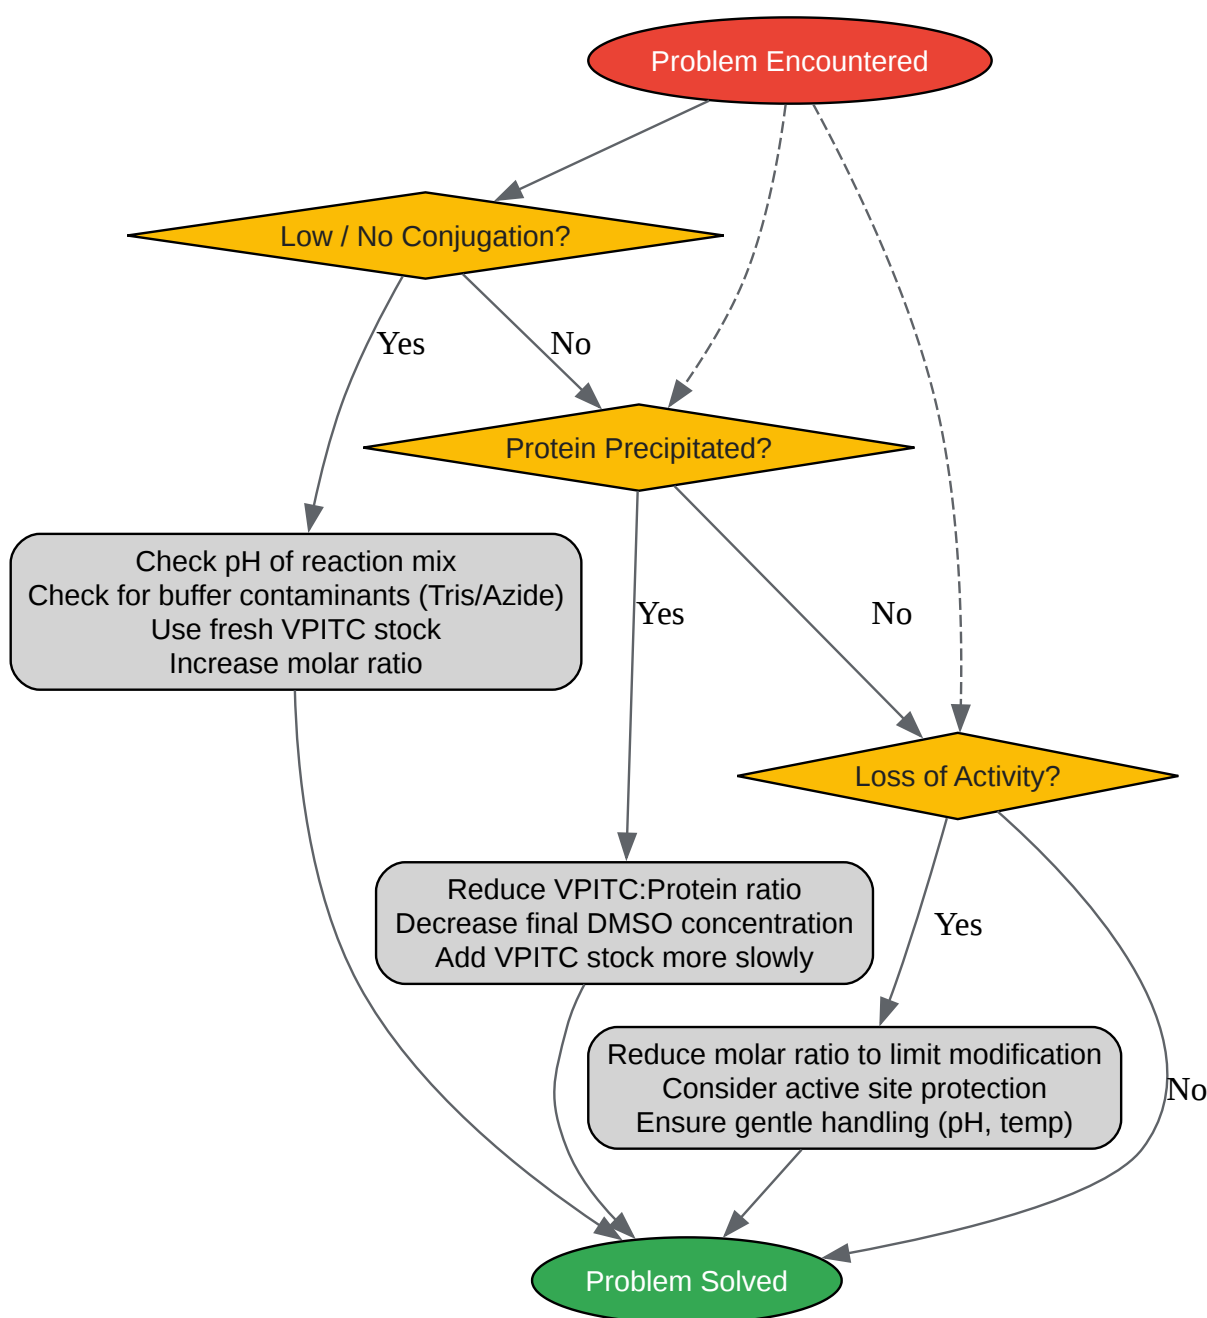 Problem Encountered
Low / No Conjugation?
Yes
No
Protein Precipitated?
Check pH of reaction mix
Check for buffer contaminants (Tris/Azide)
Use fresh VPITC stock
Increase molar ratio
Yes
No
Loss of Activity?
Reduce VPITC:Protein ratio
Decrease final DMSO concentration
Add VPITC stock more slowly
Yes
Reduce molar ratio to limit modification
Consider active site protection
Ensure gentle handling (pH, temp)
No
Problem Solved